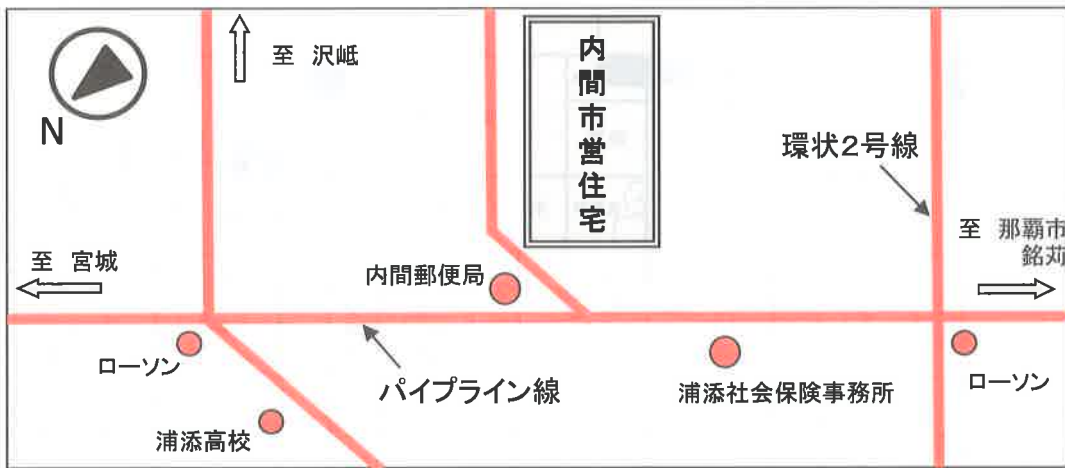 至 沢岻
N
内間市営住宅
環状2号線
至 那覇市
銘苅
至 宮城
内間郵便局
ローソン
パイプライン線
浦添社会保険事務所
ローソン
浦添高校